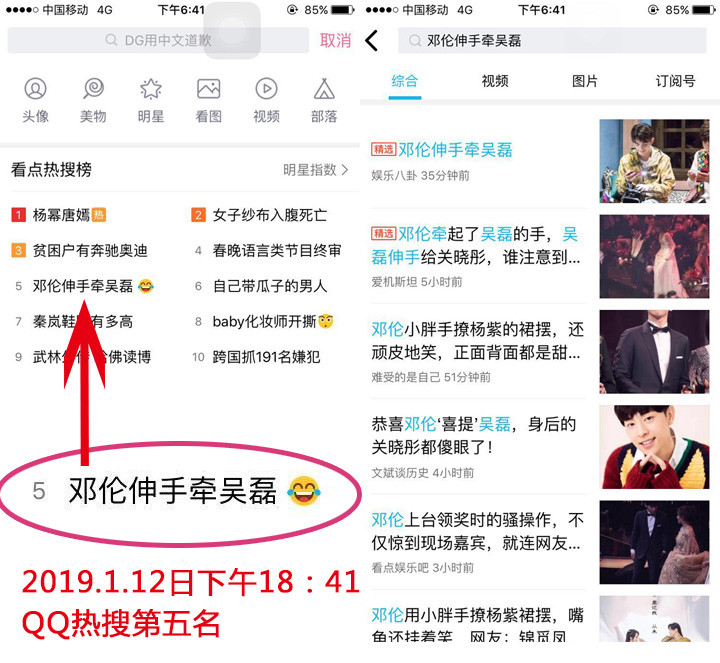 中国移动 4G 下午6:41 85%
DG用中文道歉 取消
头像 美物 明星 看图 视频 部落
看点热搜榜 明星指数
1 杨幂唐嫣 热 2 女子纱布入腹死亡
3 贫困户有奔驰奥迪 4 春晚语言类节目终审
5 邓伦伸手牵吴磊 😂 6 自己带瓜子的男人
7 秦岚鞋 有多高 8 baby化妆师开撕
9 武林 哈佛读博 10 跨国抓191名嫌犯
5 邓伦伸手牵吴磊 😂
2019.1.12日下午18：41
QQ热搜第五名
中国移动 4G 下午6:41 85%
邓伦伸手牵吴磊
综合 视频 图片 订阅号
精选 邓伦伸手牵吴磊
娱乐八卦 35分钟前
精选 邓伦牵起了吴磊的手，吴
磊伸手给关晓彤，谁注意到...
爱机斯坦 5小时前
邓伦小胖手撩杨紫的裙摆，还
顽皮地笑，正面背面都是甜...
难受的是自己 51分钟前
恭喜邓伦‘喜提’吴磊，身后的
关晓彤都傻眼了！
文斌谈历史 4小时前
邓伦上台领奖时的骚操作，不
仅惊到现场嘉宾，就连网友...
看点娱乐吧 3小时前
邓伦用小胖手撩杨紫裙摆，嘴
角还挂着笑，网友：锦觅凤